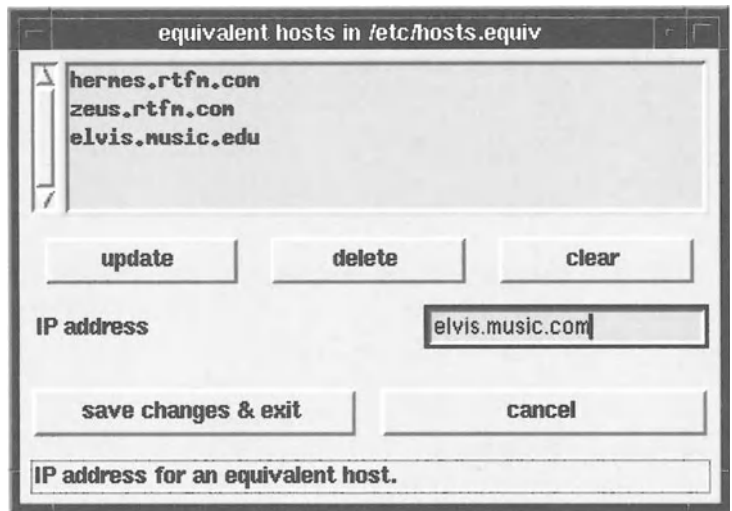 equivalent hosts in /etc/hosts.equiv
hermes.rtfm.com
zeus.rtfm.com
elvis.music.edu
update delete clear
IP address elvis.music.com
save changes & exit cancel
IP address for an equivalent host.